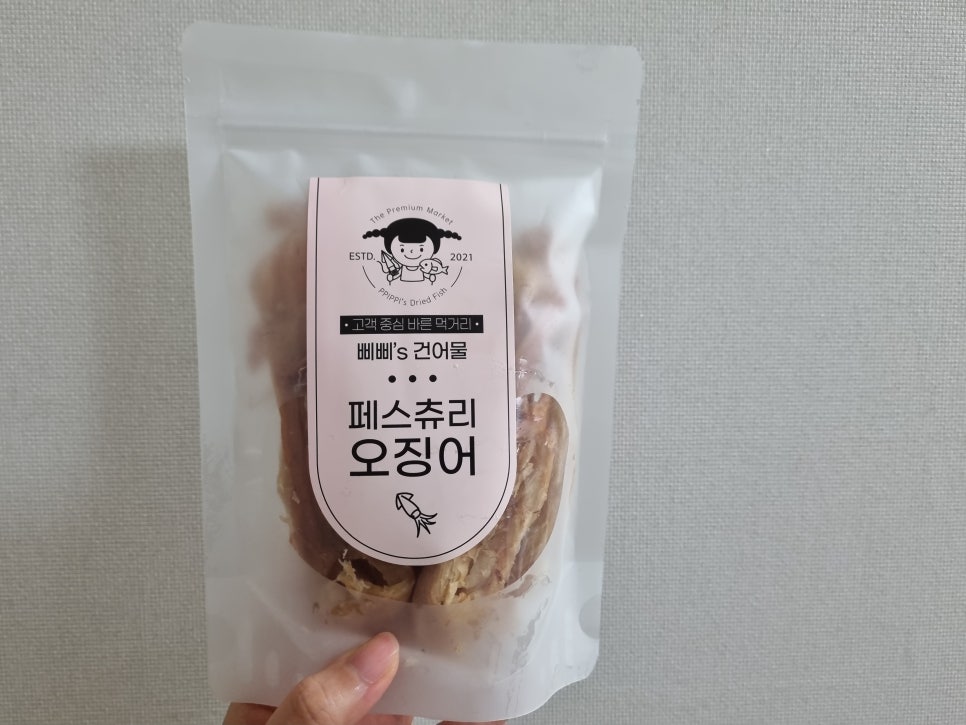 The Premium Market
ESTD. 2021
PPIPPI's Dried Fish
• 고객 중심 바른 먹거리 •
삐삐's 건어물
페스츄리
오징어